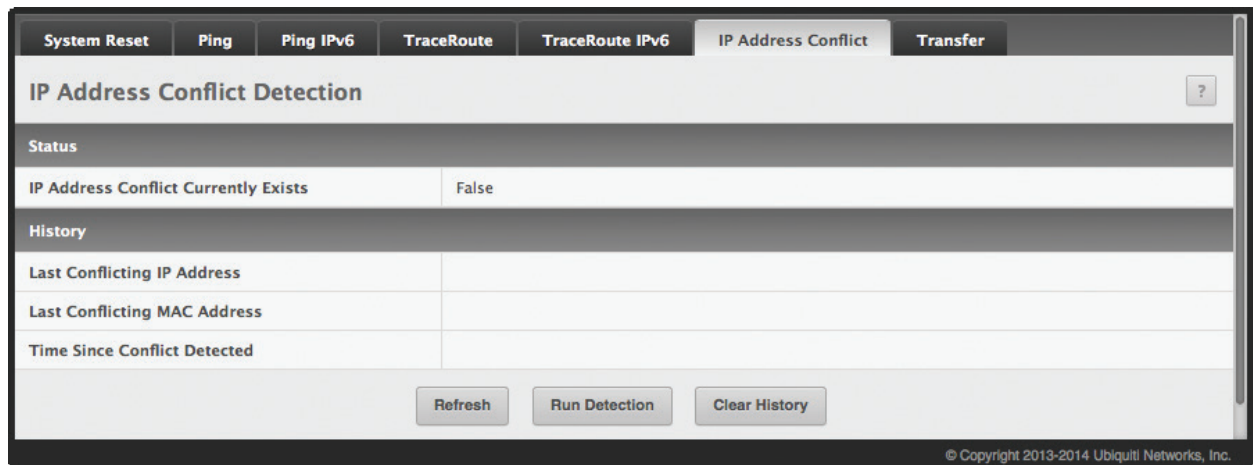 System Reset Ping Ping IPv6 TraceRoute TraceRoute IPv6 IP Address Conflict Transfer
IP Address Conflict Detection ?
Status
IP Address Conflict Currently Exists False
History
Last Conflicting IP Address
Last Conflicting MAC Address
Time Since Conflict Detected
Refresh Run Detection Clear History
© Copyright 2013-2014 Ubiquiti Networks, Inc.